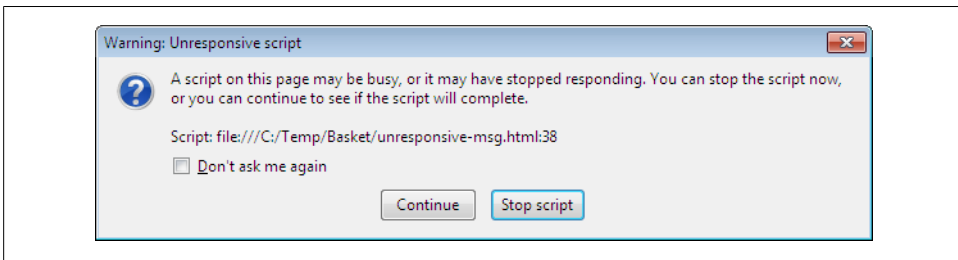 Warning: Unresponsive script
A script on this page may be busy, or it may have stopped responding. You can stop the script now,
or you can continue to see if the script will complete.
Script: file:///C:/Temp/Basket/unresponsive-msg.html:38
Don't ask me again
Continue Stop script